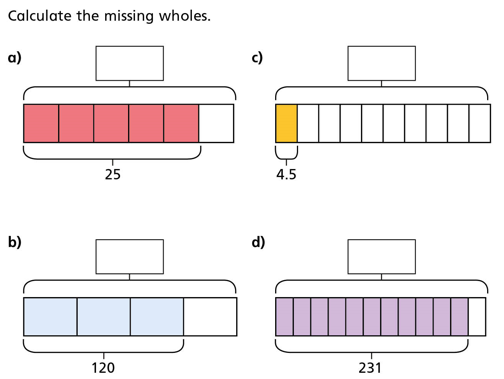 Calculate the missing wholes.
a)
25
c)
4.5
b)
120
d)
231